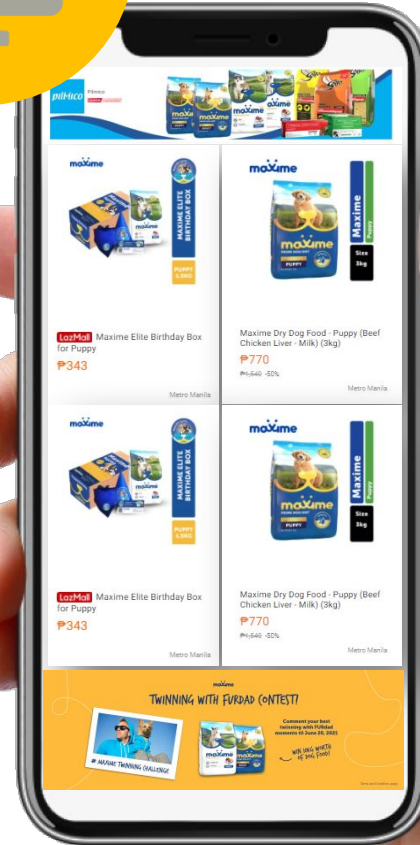 pilmico
Pilmico
maxime
MAXIME ELITE
BIRTHDAY BOX
PUPPY
1.5KG
LazMall Maxime Elite Birthday Box
for Puppy
₱343
Metro Manila
maxime
maxime
PUPPY
Maxime
Puppy
Size
3kg
Maxime Dry Dog Food - Puppy (Beef
Chicken Liver - Milk) (3kg)
₱770
₱1,540 -50%
Metro Manila
maxime
MAXIME ELITE
BIRTHDAY BOX
PUPPY
1.5KG
LazMall Maxime Elite Birthday Box
for Puppy
₱343
Metro Manila
maxime
maxime
PUPPY
Maxime
Puppy
Size
3kg
Maxime Dry Dog Food - Puppy (Beef
Chicken Liver - Milk) (3kg)
₱770
₱1,540 -50%
Metro Manila
maxime
TWINNING WITH FURDAD CONTEST!
Comment your best
twinning with FURdad
moments til June 20, 2021
# MAXIME TWINNING CHALLENGE
WIN 10KG WORTH
OF DOG FOOD!